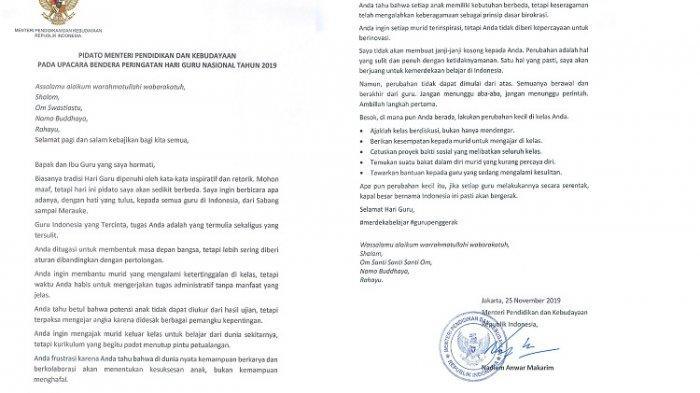 MENTERI PENDIDIKAN DAN KEBUDAYAAN
REPUBLIK INDONESIA
PIDATO MENTERI PENDIDIKAN DAN KEBUDAYAAN
PADA UPACARA BENDERA PERINGATAN HARI GURU NASIONAL TAHUN 2019
Assalamu alaikum warahmatullahi wabarakatuh,
Shalom,
Om Swastiastu,
Namo Buddhaya,
Rahayu,
Selamat pagi dan salam kebajikan bagi kita semua,
Bapak dan Ibu Guru yang saya hormati,
Biasanya tradisi Hari Guru dipenuhi oleh kata-kata inspiratif dan retorik. Mohon
maaf, tetapi hari ini pidato saya akan sedikit berbeda. Saya ingin berbicara apa
adanya, dengan hati yang tulus, kepada semua guru di Indonesia, dari Sabang
sampai Merauke.
Guru Indonesia yang Tercinta, tugas Anda adalah yang termulia sekaligus yang
tersulit.
Anda ditugasi untuk membentuk masa depan bangsa, tetapi lebih sering diberi
aturan dibandingkan dengan pertolongan.
Anda ingin membantu murid yang mengalami ketertinggalan di kelas, tetapi
waktu Anda habis untuk mengerjakan tugas administratif tanpa manfaat yang
jelas.
Anda tahu betul bahwa potensi anak tidak dapat diukur dari hasil ujian, tetapi
terpaksa mengejar angka karena didesak berbagai pemangku kepentingan.
Anda ingin mengajak murid keluar kelas untuk belajar dari dunia sekitarnya,
tetapi kurikulum yang begitu padat menutup pintu petualangan.
Anda frustrasi karena Anda tahu bahwa di dunia nyata kemampuan berkarya dan
berkolaborasi akan menentukan kesuksesan anak, bukan kemampuan
menghafal.
Anda tahu bahwa setiap anak memiliki kebutuhan berbeda, tetapi keseragaman
telah mengalahkan keberagaman sebagai prinsip dasar birokrasi.
Anda ingin setiap murid terinspirasi, tetapi Anda tidak diberi kepercayaan untuk
berinovasi.
Saya tidak akan membuat janji-janji kosong kepada Anda. Perubahan adalah hal
yang sulit dan penuh dengan ketidaknyamanan. Satu hal yang pasti, saya akan
berjuang untuk kemerdekaan belajar di Indonesia.
Namun, perubahan tidak dapat dimulai dari atas. Semuanya berawal dan
berakhir dari guru. Jangan menunggu aba-aba, jangan menunggu perintah.
Ambillah langkah pertama.
Besok, di mana pun Anda berada, lakukan perubahan kecil di kelas Anda.
• Ajaklah kelas berdiskusi, bukan hanya mendengar.
• Berikan kesempatan kepada murid untuk mengajar di kelas.
• Cetuskan proyek bakti sosial yang melibatkan seluruh kelas.
• Temukan suatu bakat dalam diri murid yang kurang percaya diri.
• Tawarkan bantuan kepada guru yang sedang mengalami kesulitan.
Apa pun perubahan kecil itu, jika setiap guru melakukannya secara serentak,
kapal besar bernama Indonesia ini pasti akan bergerak.
Selamat Hari Guru,
#merdekabelajar #gurupenggerak
Wassalamu alaikum warrahmatullahi wabarakatuh,
Shalom,
Om Santi Santi Santi Om,
Namo Buddhaya,
Rahayu.
Jakarta, 25 November 2019
Menteri Pendidikan dan Kebudayaan
Republik Indonesia,
MENTERI PENDIDIKAN DAN
REPUBLIK INDONESIA
Nadiem Anwar Makarim